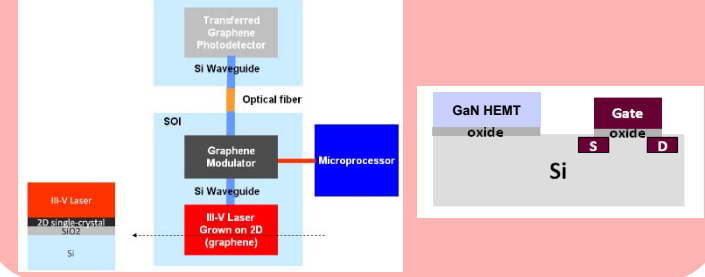 Transferred
Graphene
Photodetector
Si Waveguide
Optical fiber
SOI
Graphene
Modulator
Microprocessor
Si Waveguide
III-V Laser
Grown on 2D
(graphene)
III-V Laser
2D single-crystal
SiO2
Si
GaN HEMT
oxide
Gate
oxide
S
D
Si